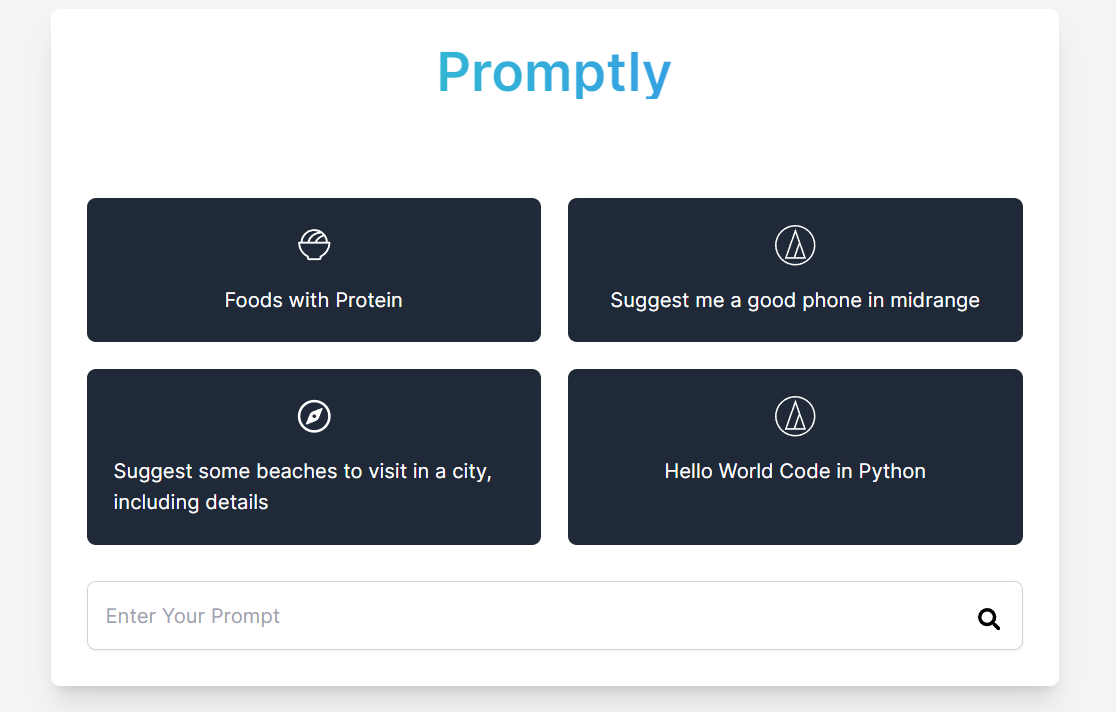 Promptly
Foods with Protein
Suggest me a good phone in midrange
Suggest some beaches to visit in a city,
including details
Hello World Code in Python
Enter Your Prompt